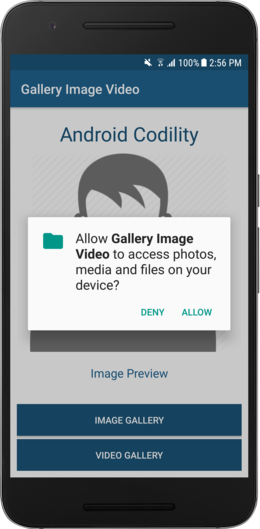 100% 2:56 PM
Gallery Image Video
Android Codility
Allow Gallery Image
Video to access photos,
media and files on your
device?
DENY ALLOW
Image Preview
IMAGE GALLERY
VIDEO GALLERY